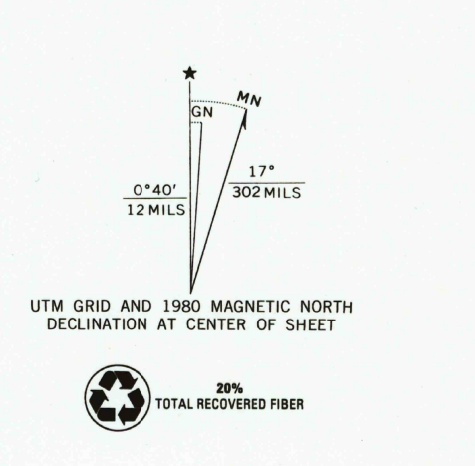 ★
MN
GN
17°
302 MILS
0°40'
12 MILS
UTM GRID AND 1980 MAGNETIC NORTH
DECLINATION AT CENTER OF SHEET
20%
TOTAL RECOVERED FIBER